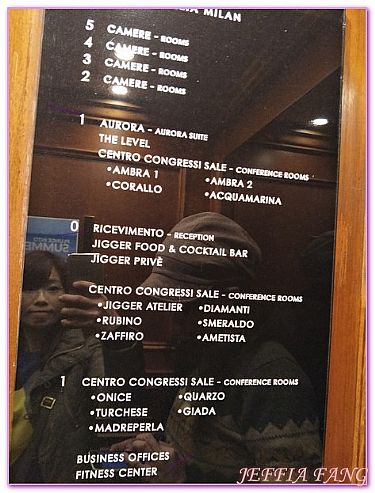 MILAN
5 CAMERE - ROOMS
4 CAMERE - ROOMS
3 CAMERE - ROOMS
2 CAMERE - ROOMS
1 AURORA - AURORA SUITE
THE LEVEL
CENTRO CONGRESSI SALE - CONFERENCE ROOMS
•AMBRA 1 •AMBRA 2
•CORALLO •ACQUAMARINA
0 RICEVIMENTO - RECEPTION
JIGGER FOOD & COCKTAIL BAR
JIGGER PRIVÈ
CENTRO CONGRESSI SALE - CONFERENCE ROOMS
•JIGGER ATELIER •DIAMANTI
•RUBINO •SMERALDO
•ZAFFIRO •AMETISTA
1 CENTRO CONGRESSI SALE - CONFERENCE ROOMS
•ONICE •QUARZO
•TURCHESE •GIADA
•MADREPERLA
BUSINESS OFFICES
FITNESS CENTER
JEFFIA FANG